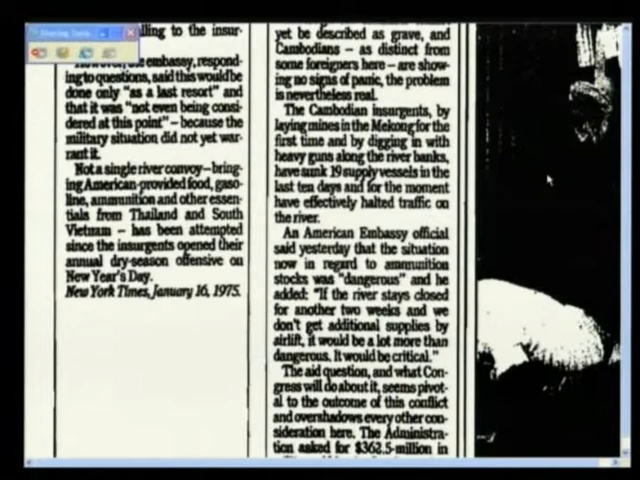 lling to the insur-
embassy, respond-
ing to questions, said this would be
done only "as a last resort" and
that it was "not even being consi-
dered at this point" – because the
military situation did not yet war-
rant it.
Not a single river convoy – bring-
ing American-provided food, gaso-
line, ammunition and other essen-
tials from Thailand and South
Vietnam – has been attempted
since the insurgents opened their
annual dry-season offensive on
New Year's Day.
New York Times, January 16, 1975.
yet be described as grave, and
Cambodians – as distinct from
some foreigners here – are show-
ing no signs of panic, the problem
is nevertheless real.
The Cambodian insurgents, by
laying mines in the Mekong for the
first time and by digging in with
heavy guns along the river banks,
have sunk 19 supply vessels in the
last ten days and for the moment
have effectively halted traffic on
the river.
An American Embassy official
said yesterday that the situation
now in regard to ammunition
stocks was "dangerous" and he
added: "If the river stays closed
for another two weeks and we
don't get additional supplies by
airlift, it would be a lot more than
dangerous. It would be critical."
The aid question, and what Con-
gress will do about it, seems pivot-
al to the outcome of this conflict
and overshadows every other con-
sideration here. The Administra-
tion asked for $362.5-million in